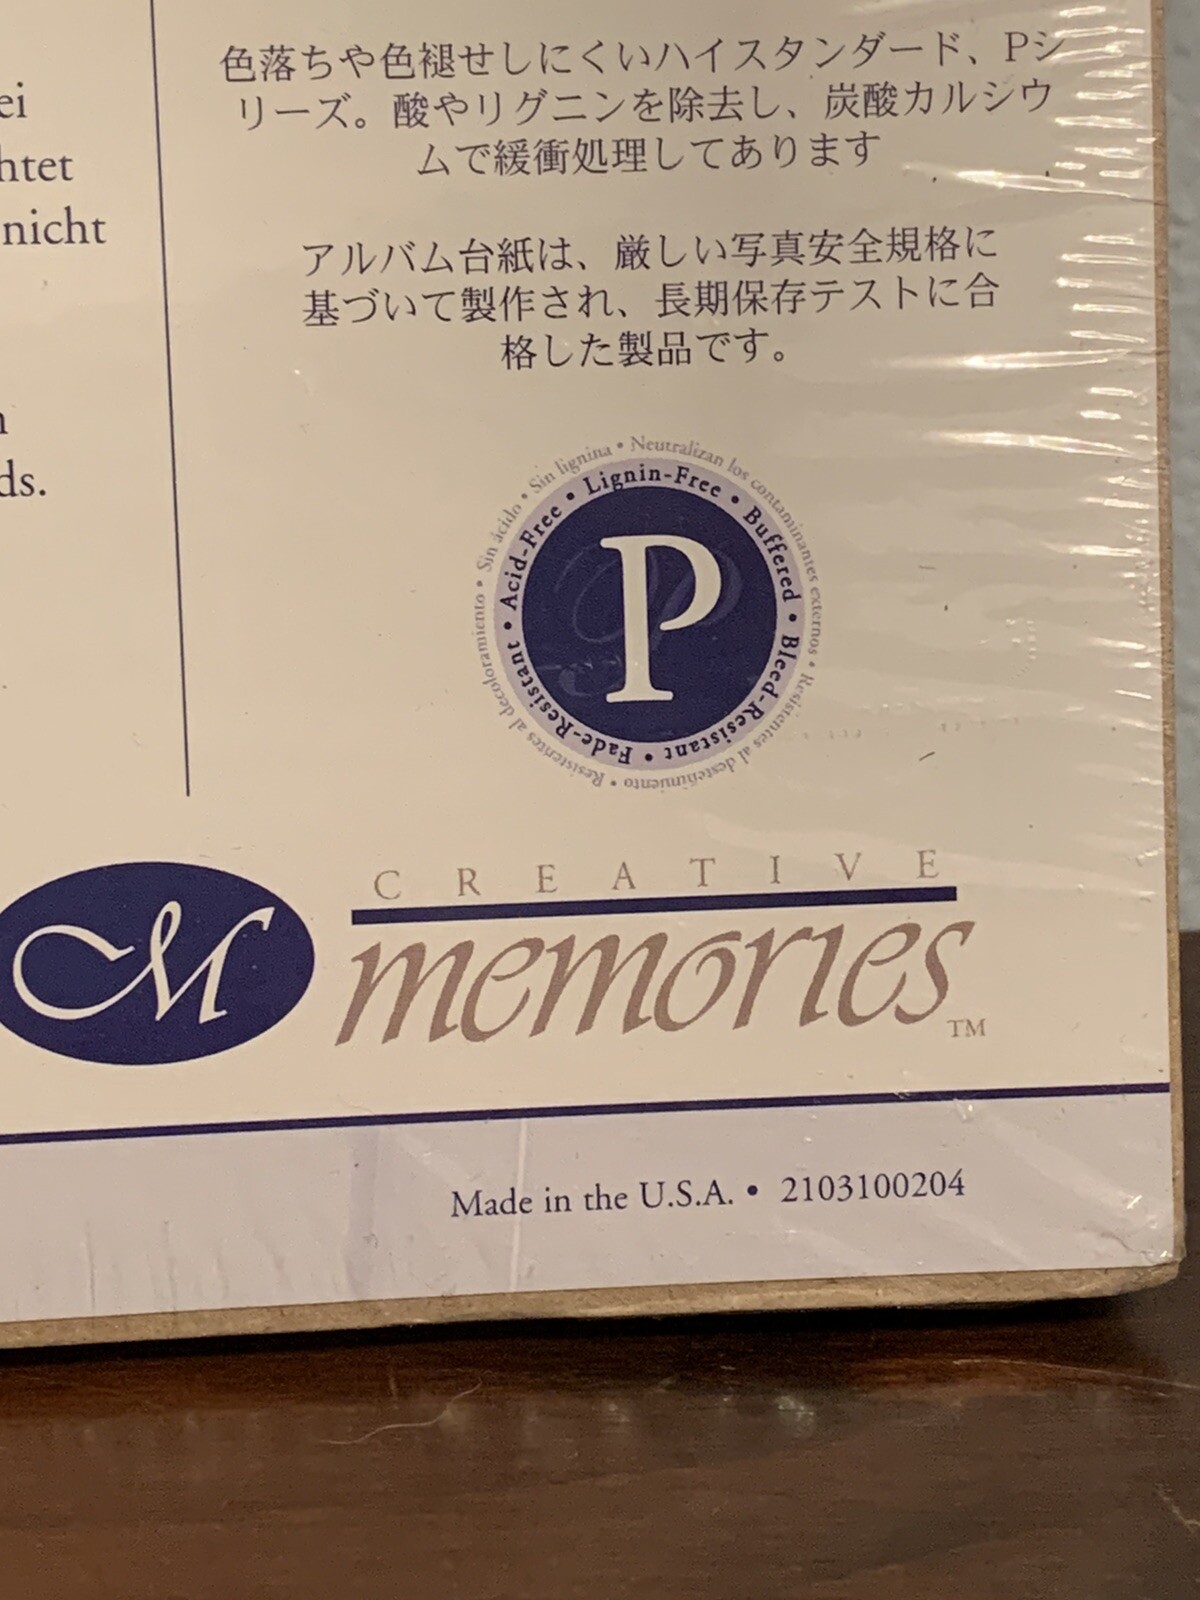 ei
htet
nicht
n
ds.
色落ちや色褪せしにくいハイスタンダード、Pシ
リーズ。酸やリグニンを除去し、炭酸カルシウ
ムで緩衝処理してあります
アルバム台紙は、厳しい写真安全規格に
基づいて製作され、長期保存テストに合
格した製品です。
Sin ácido • Sin lignina • Neutralizan los contaminantes externos • Resistentes al desteñimiento • Resistentes al decoloramiento •
Acid-Free • Lignin-Free • Buffered • Bleed-Resistant • Fade-Resistant •
P
M
CREATIVE
memories™
Made in the U.S.A. • 2103100204